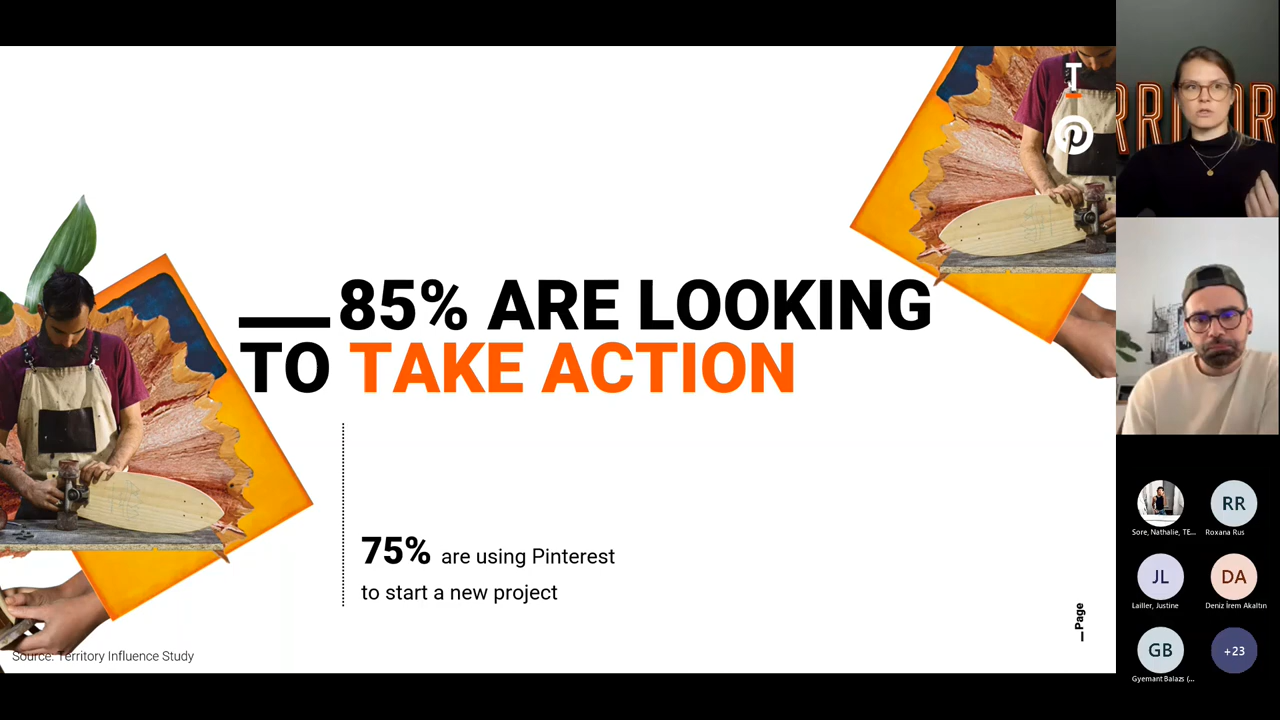 85% ARE LOOKING
TO TAKE ACTION
75% are using Pinterest
to start a new project
Source: Territory Influence Study
Page
T
RRITOR
Sore, Nathalie, TE...
RR
Roxana Rus
JL
Lailler, Justine
DA
Deniz İrem Akaltın
GB
Gyemant Balazs (...
+23